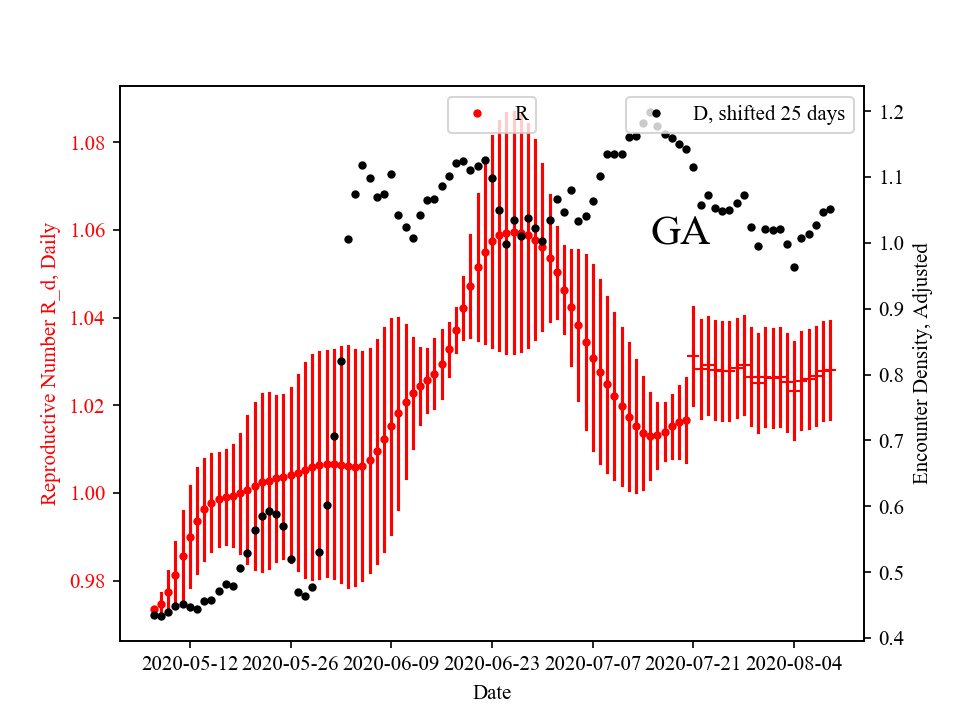 R
D, shifted 25 days
GA
Reproductive Number R_d, Daily
1.08
1.06
1.04
1.02
1.00
0.98
1.2
1.1
1.0
0.9
0.8
0.7
0.6
0.5
0.4
Encounter Density, Adjusted
2020-05-12 2020-05-26 2020-06-09 2020-06-23 2020-07-07 2020-07-21 2020-08-04
Date